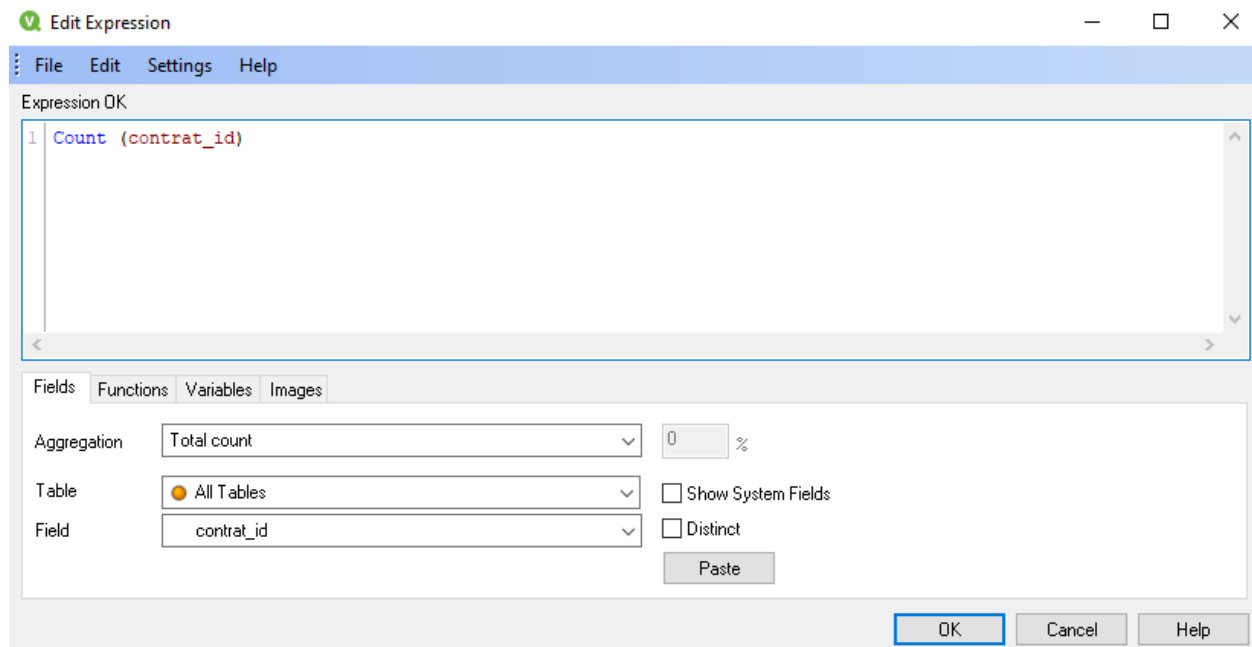 Edit Expression
File Edit Settings Help
Expression OK
1 Count (contrat_id)
Fields Functions Variables Images
Aggregation Total count 0 %
Table All Tables Show System Fields
Field contrat_id Distinct
Paste
OK Cancel Help